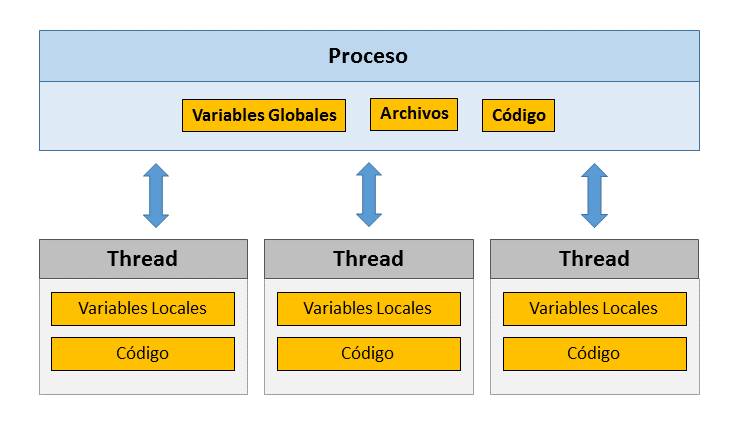 Proceso
Variables Globales Archivos Código
Thread Thread Thread
Variables Locales Variables Locales Variables Locales
Código Código Código